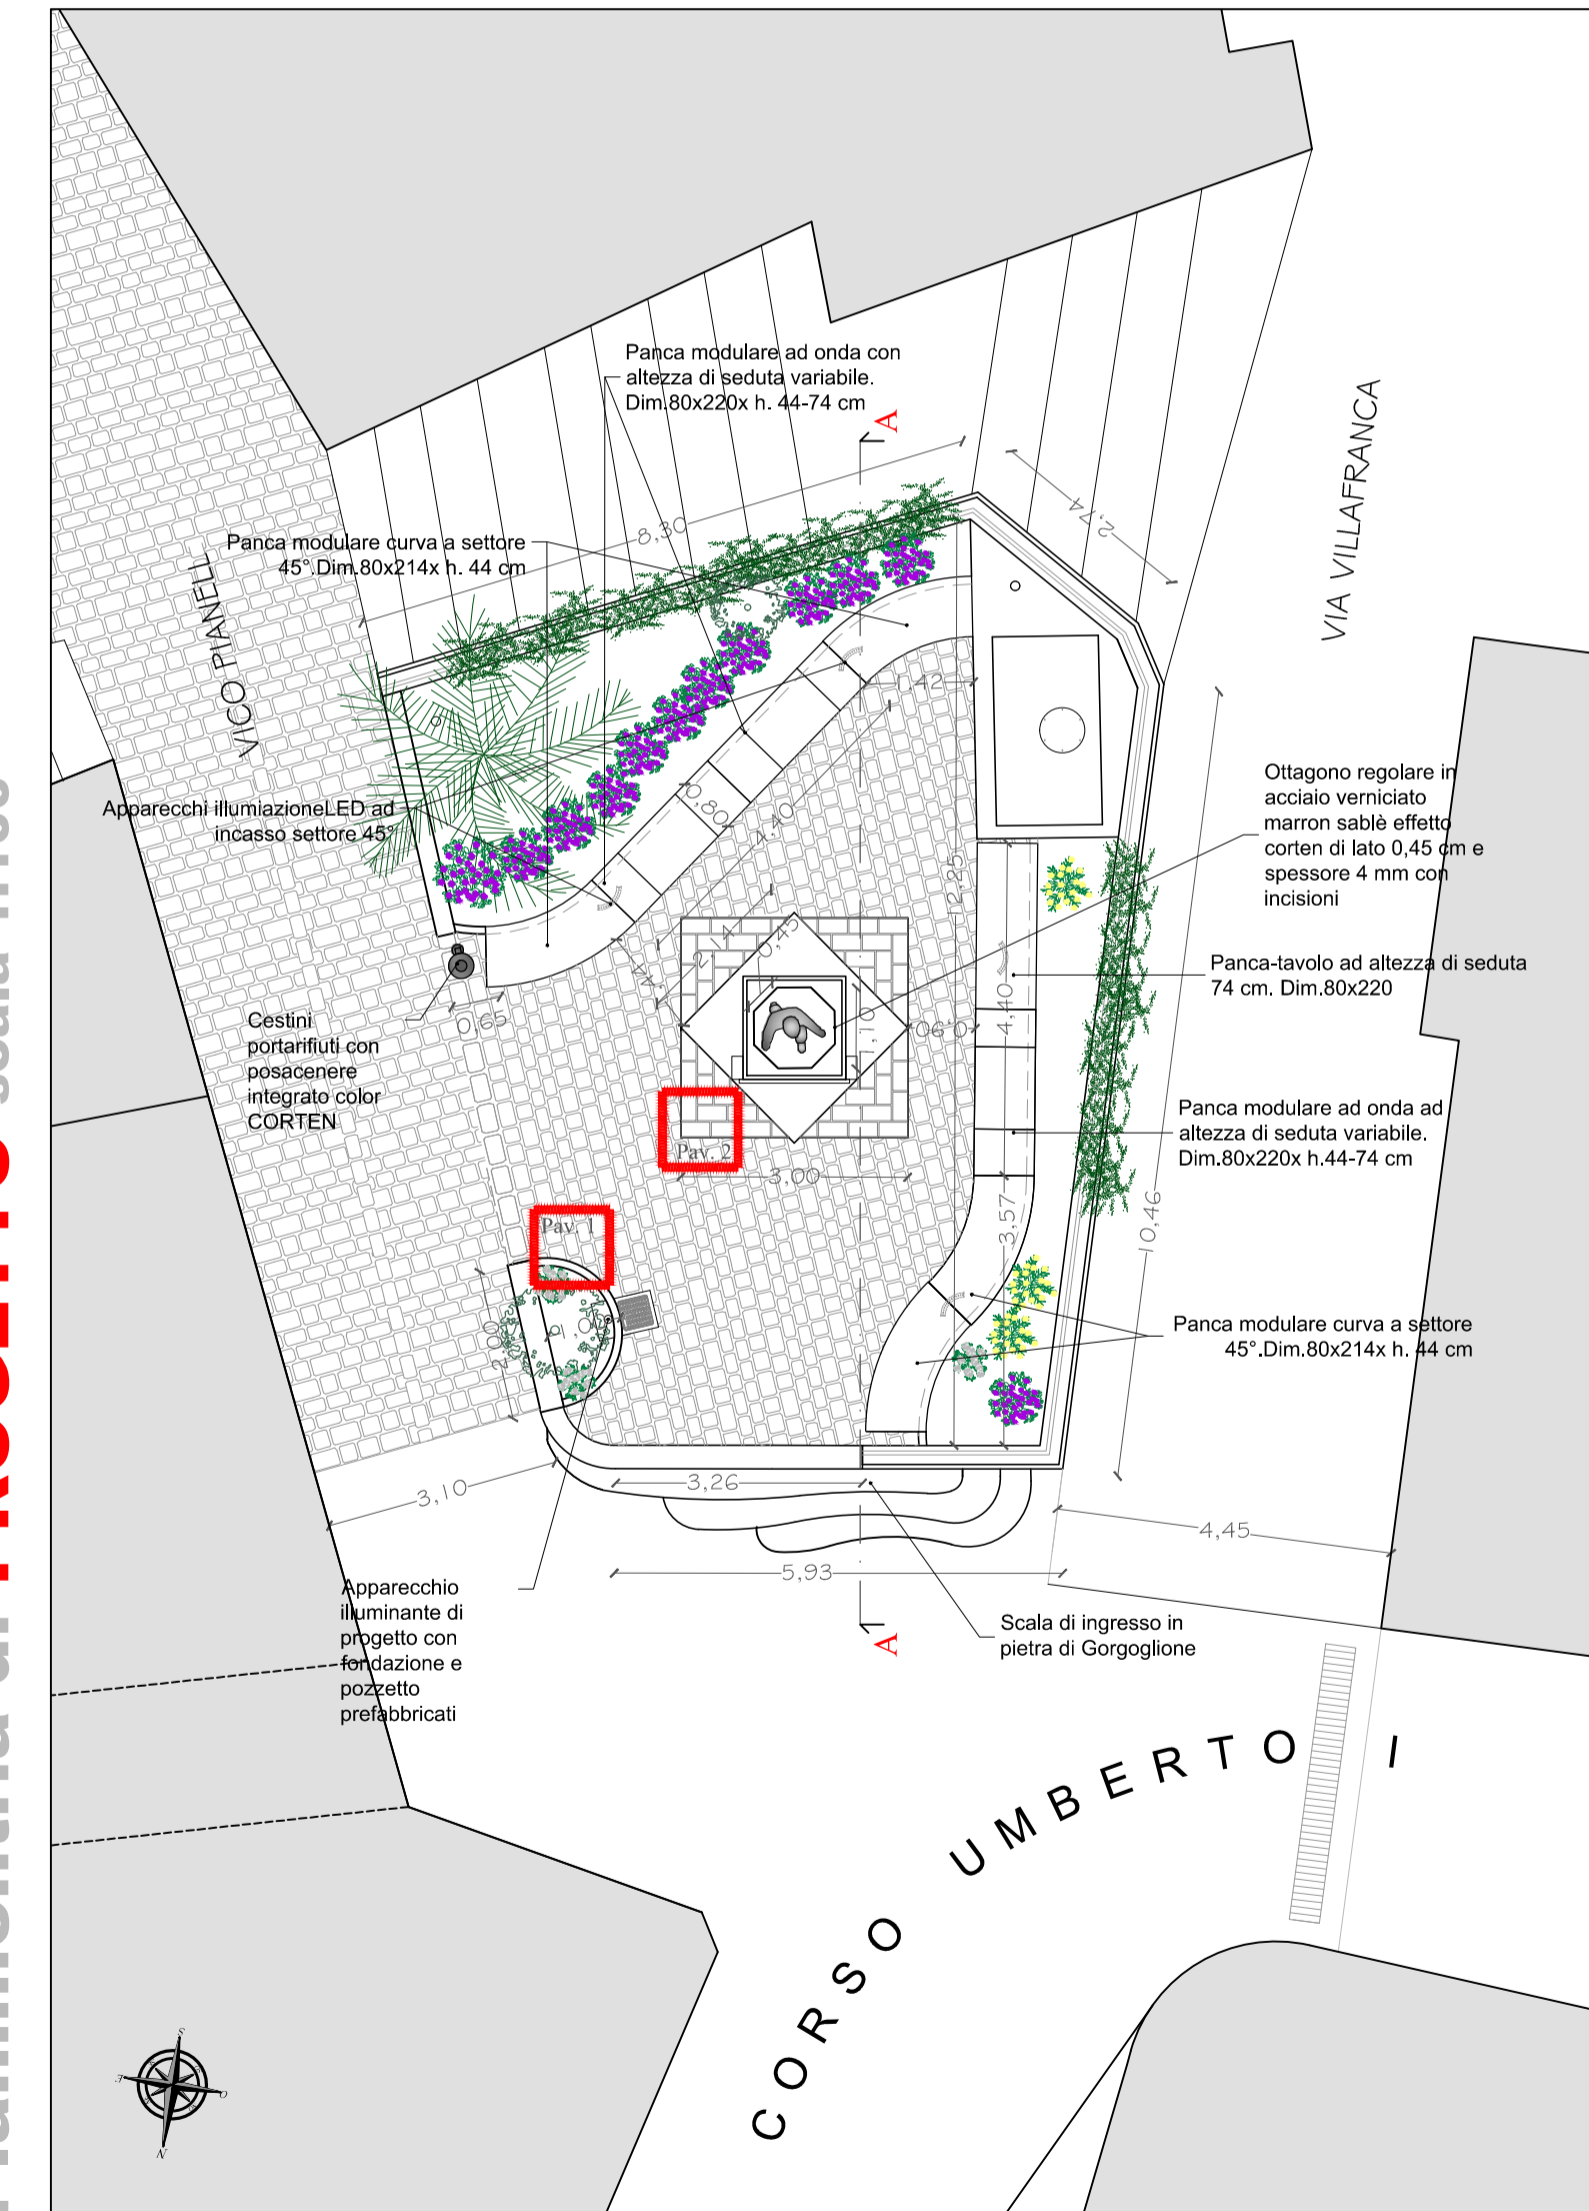 Panca modulare ad onda con
altezza di seduta variabile.
Dim.80x220x h. 44-74 cm
A
VIA VILLAFRANCA
2,74
8,30
Panca modulare curva a settore
45°.Dim.80x214x h. 44 cm
VICO PIANELL
1,42
Apparecchi illumiazioneLED ad
incasso settore 45°
0,80
4,40
12,25
Ottagono regolare in
acciaio verniciato
marron sablè effetto
corten di lato 0,45 cm e
spessore 4 mm con
incisioni
2,14
0,45
Panca-tavolo ad altezza di seduta
74 cm. Dim.80x220
4,40
0,65
0,90
1,10
Cestini
portarifiuti con
posacenere
integrato color
CORTEN
Panca modulare ad onda ad
altezza di seduta variabile.
Dim.80x220x h.44-74 cm
Pav. 2
3,00
Pav. 1
3,57
10,46
2,00
Panca modulare curva a settore
45°.Dim.80x214x h. 44 cm
3,10
3,26
4,45
5,93
Apparecchio
illuminante di
progetto con
fondazione e
pozzetto
prefabbricati
A
Scala di ingresso in
pietra di Gorgoglione
CORSO UMBERTO I
S
E
O
N